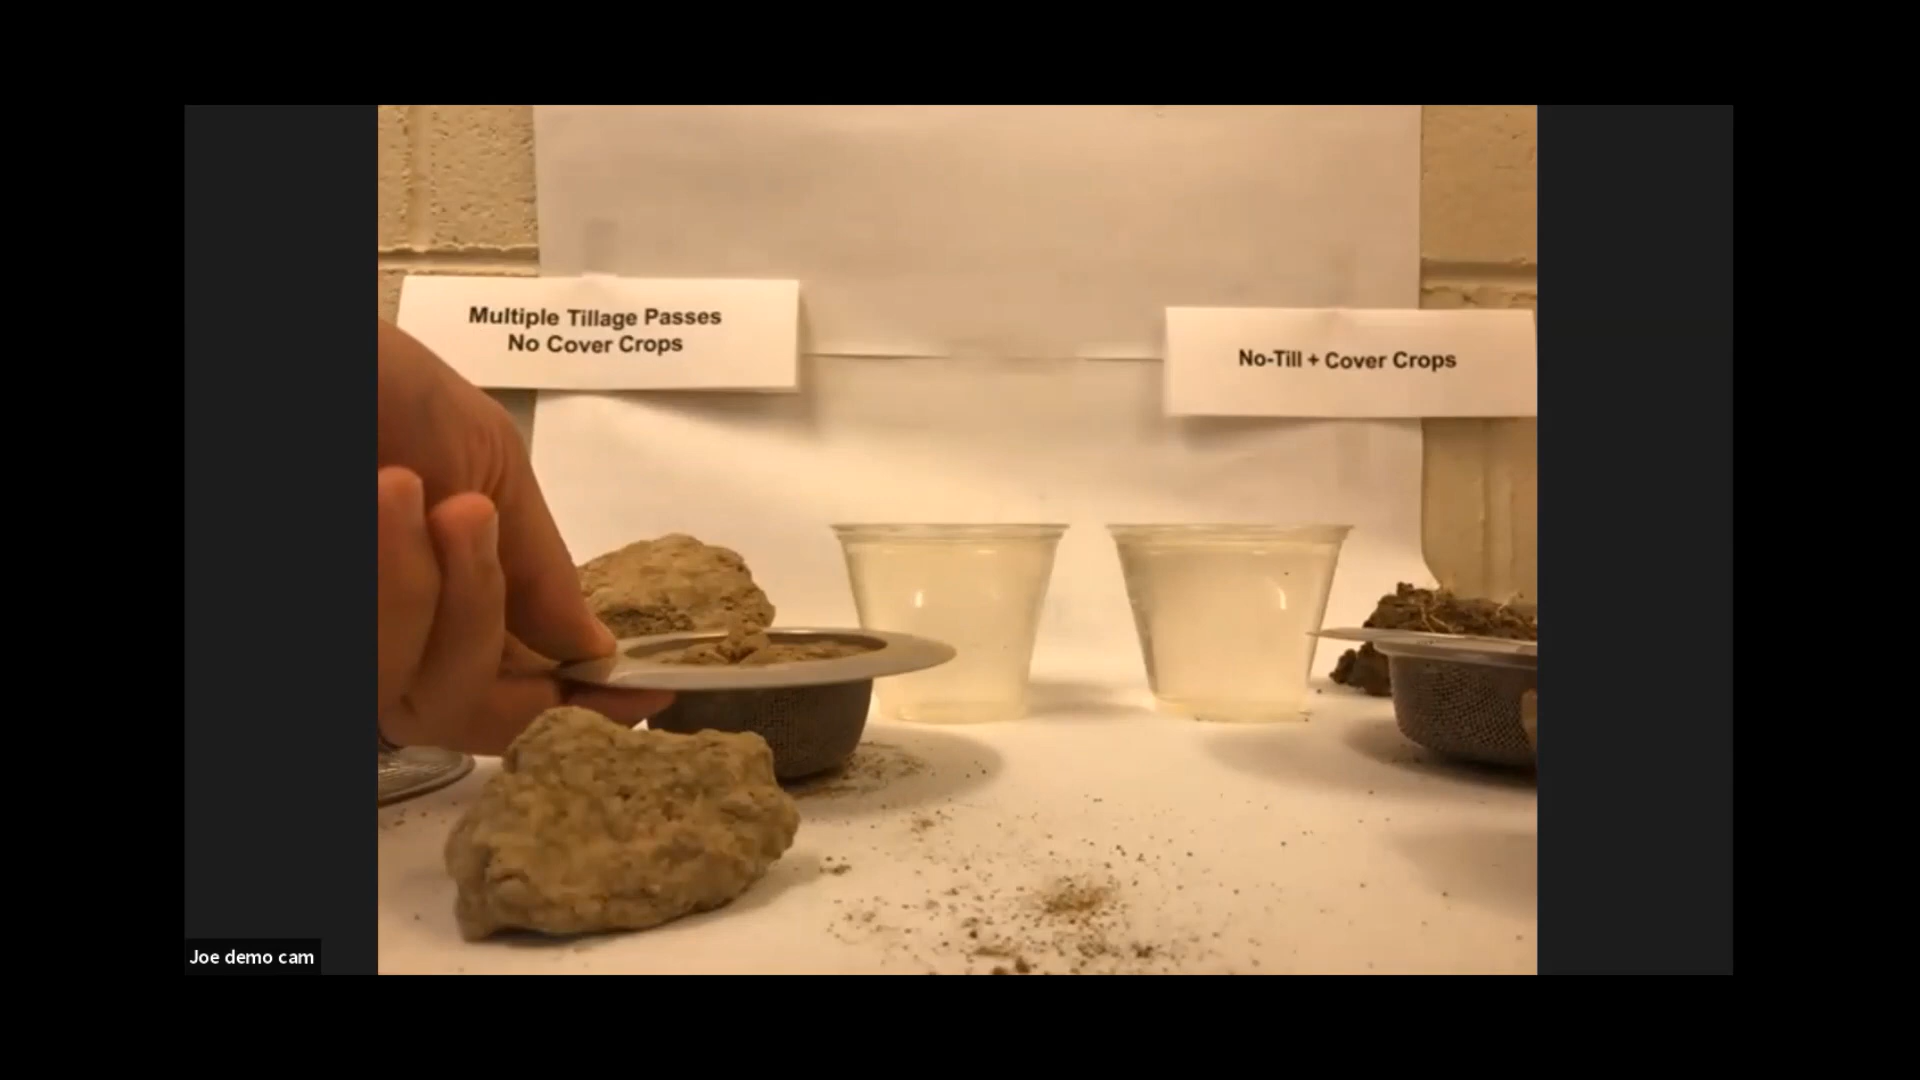 Multiple Tillage Passes
No Cover Crops
No-Till + Cover Crops
Joe demo cam